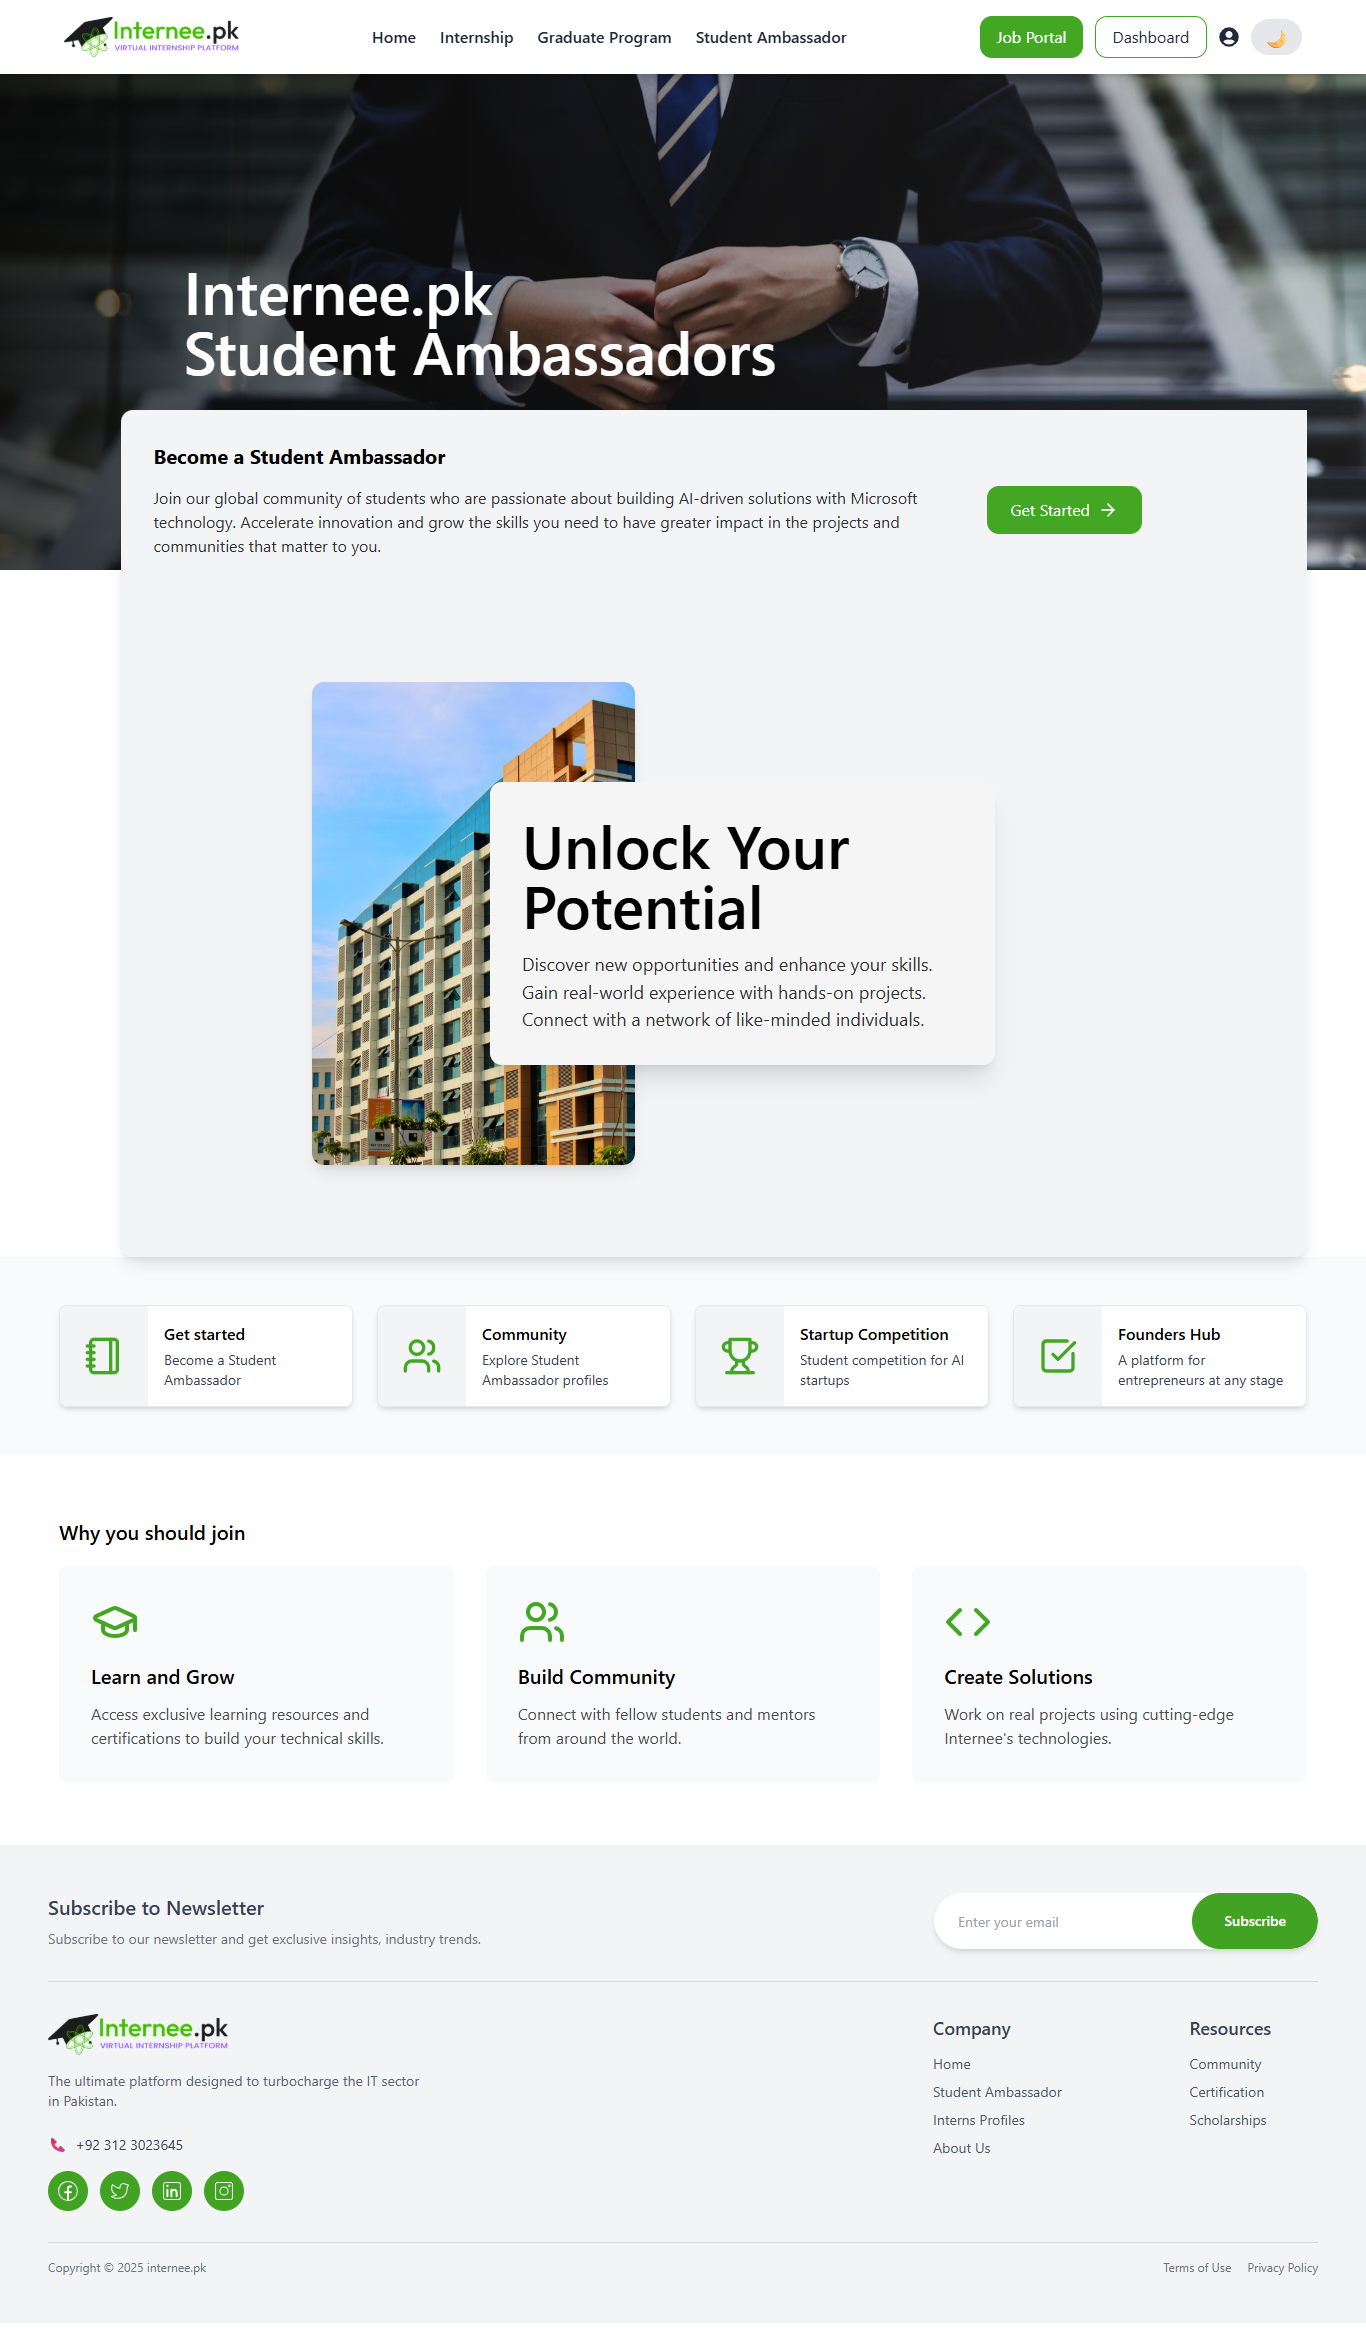 Internee.pk
VIRTUAL INTERNSHIP PLATFORM
Home
Internship
Graduate Program
Student Ambassador
Job Portal
Dashboard
Internee.pk
Student Ambassadors
Become a Student Ambassador
Join our global community of students who are passionate about building AI-driven solutions with Microsoft
technology. Accelerate innovation and grow the skills you need to have greater impact in the projects and
communities that matter to you.
Get Started
Unlock Your
Potential
Discover new opportunities and enhance your skills.
Gain real-world experience with hands-on projects.
Connect with a network of like-minded individuals.
Get started
Become a Student
Ambassador
Community
Explore Student
Ambassador profiles
Startup Competition
Student competition for AI
startups
Founders Hub
A platform for
entrepreneurs at any stage
Why you should join
Learn and Grow
Access exclusive learning resources and
certifications to build your technical skills.
Build Community
Connect with fellow students and mentors
from around the world.
Create Solutions
Work on real projects using cutting-edge
Internee's technologies.
Subscribe to Newsletter
Subscribe to our newsletter and get exclusive insights, industry trends.
Enter your email
Subscribe
Internee.pk
VIRTUAL INTERNSHIP PLATFORM
The ultimate platform designed to turbocharge the IT sector
in Pakistan.
+92 312 3023645
Company
Home
Student Ambassador
Interns Profiles
About Us
Resources
Community
Certification
Scholarships
Copyright © 2025 internee.pk
Terms of Use
Privacy Policy